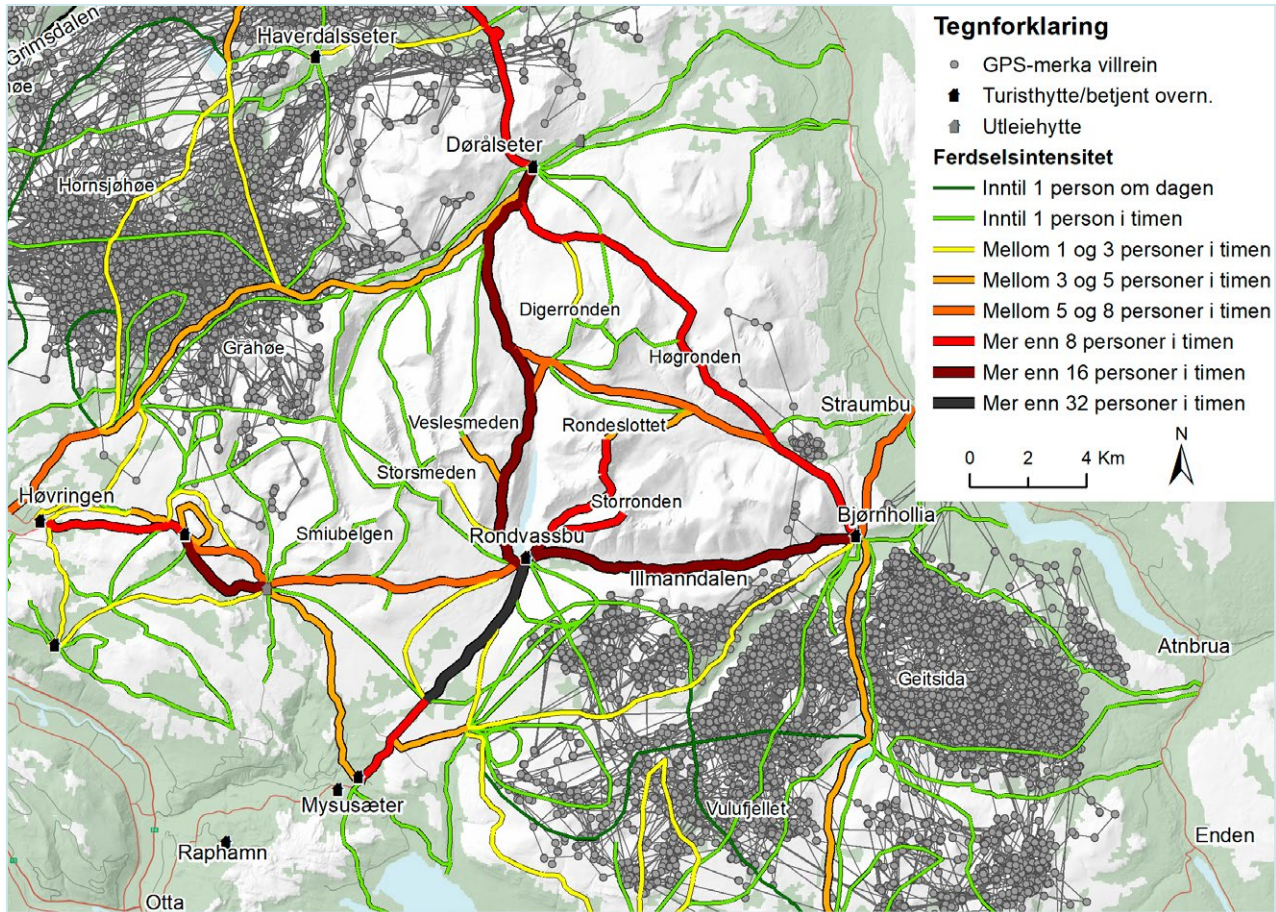 Grimsdalen
Haverdalsseter
høe
Dørålseter
Hornsjøhøe
Digerronden
Gråhøe
Høgronden
Straumbu
Veslesmeden
Rondeslottet
Storsmeden
Høvringen
Storronden
Smiubelgen
Rondvassbu
Bjørnhollia
Illmanndalen
Atnbrua
Geitsida
Mysusæter
Vulufjellet
Raphamn
Enden
Otta
Tegnforklaring
GPS-merka villrein
Turisthytte/betjent overn.
Utleiehytte
Ferdselsintensitet
Inntil 1 person om dagen
Inntil 1 person i timen
Mellom 1 og 3 personer i timen
Mellom 3 og 5 personer i timen
Mellom 5 og 8 personer i timen
Mer enn 8 personer i timen
Mer enn 16 personer i timen
Mer enn 32 personer i timen
0 2 4 Km
N